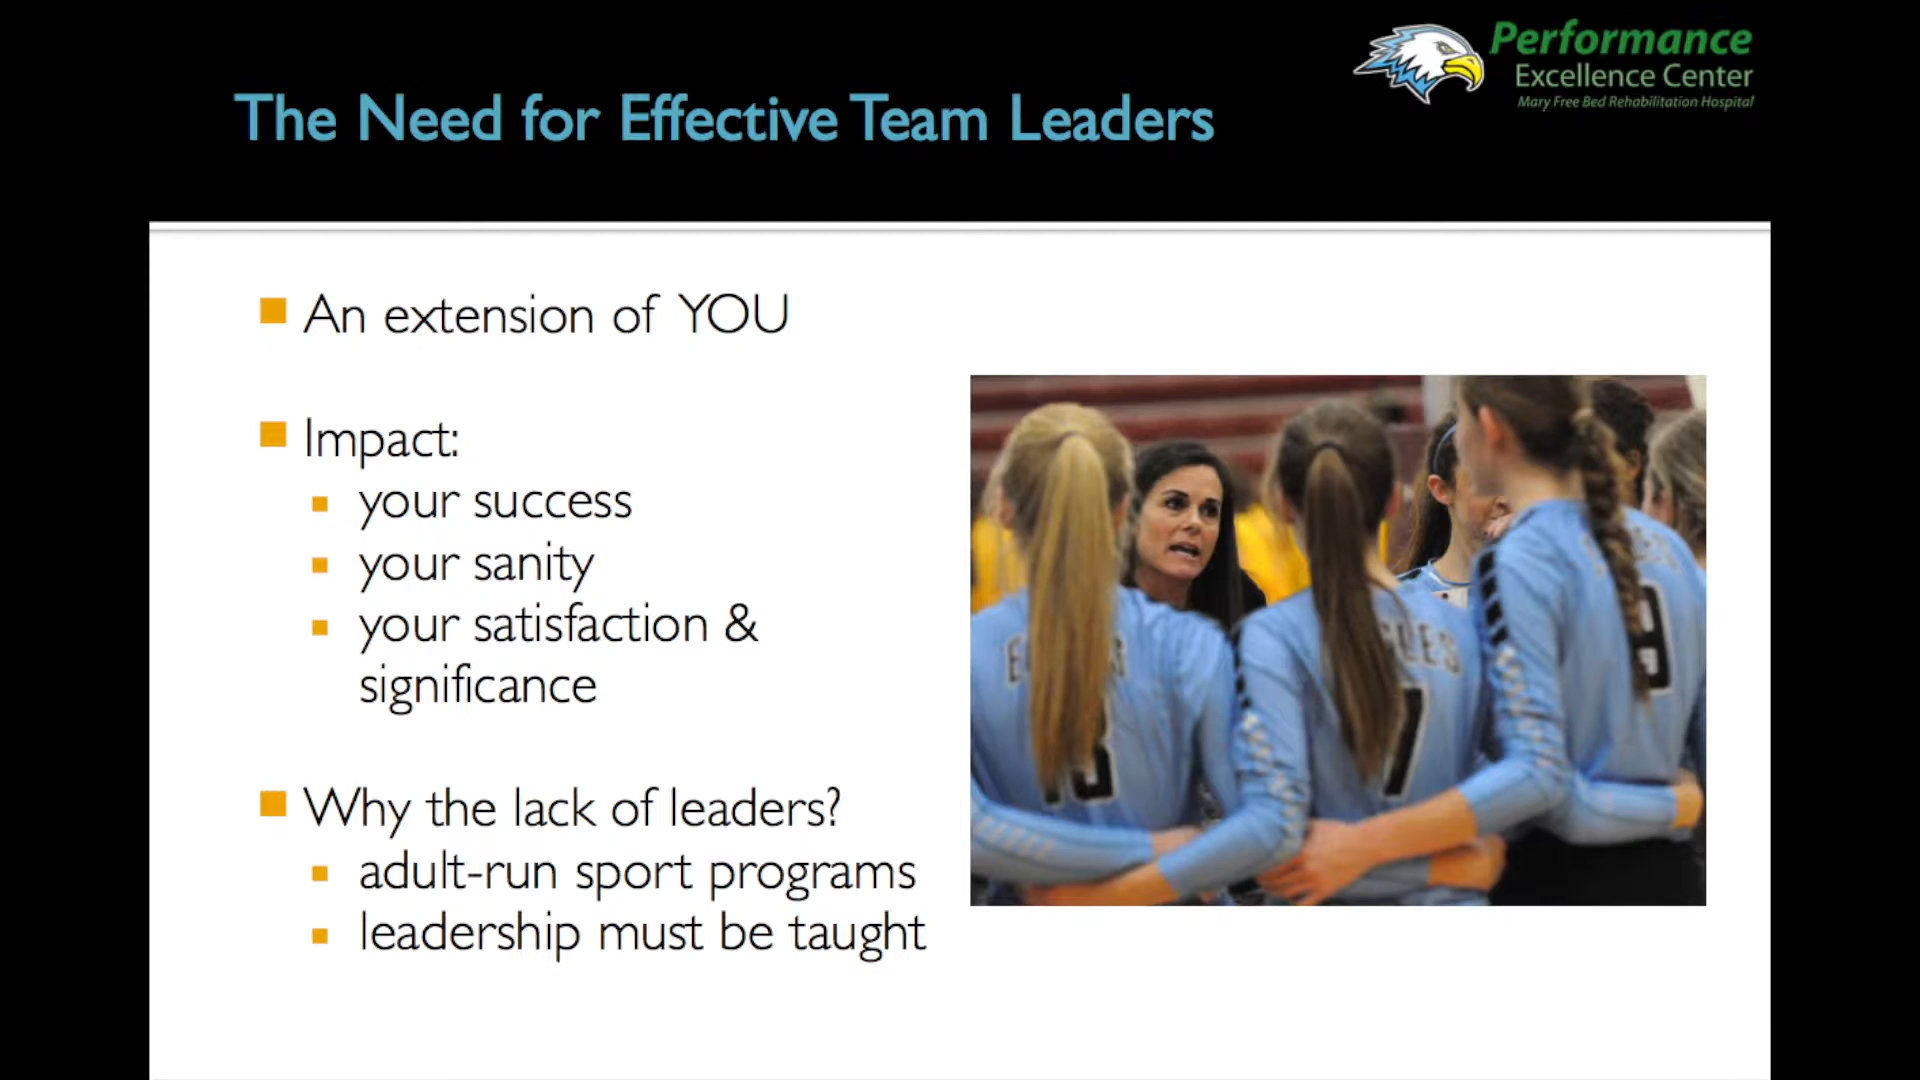 Performance
Excellence Center
Mary Free Bed Rehabilitation Hospital
The Need for Effective Team Leaders
An extension of YOU
Impact:
your success
your sanity
your satisfaction &
significance
Why the lack of leaders?
adult-run sport programs
leadership must be taught
7
9